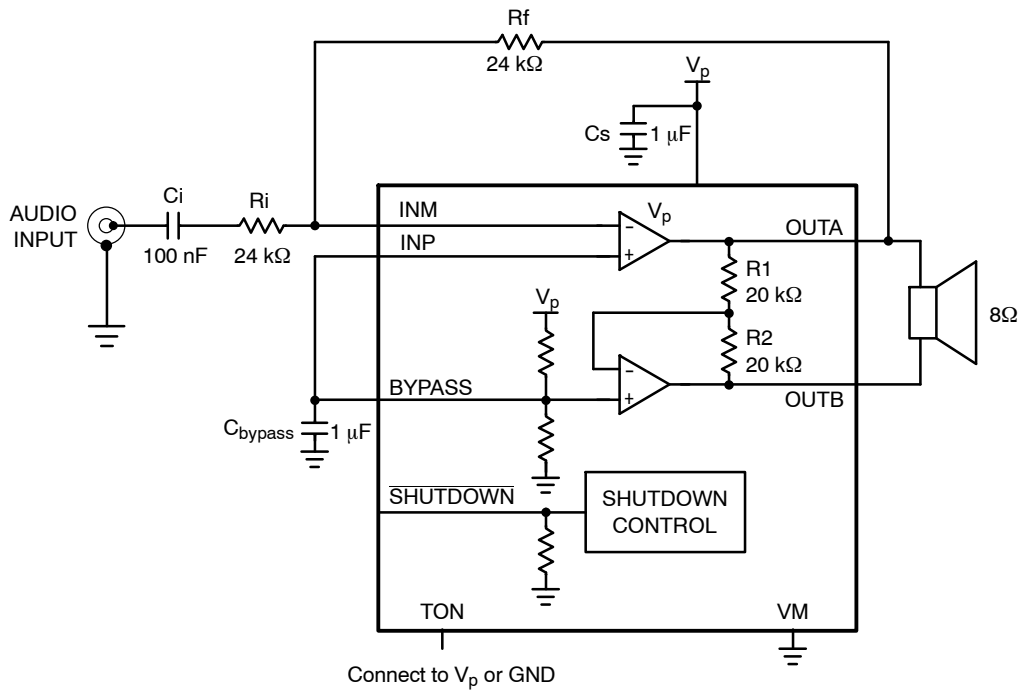 Rf
24 kΩ
Vp
Cs
1 μF
Ci
Ri
AUDIO
INPUT
100 nF
24 kΩ
INM
INP
Vp
-
+
OUTA
R1
20 kΩ
8Ω
Vp
R2
20 kΩ
-
+
BYPASS
OUTB
Cbypass
1 μF
SHUTDOWN
SHUTDOWN
CONTROL
TON
VM
Connect to Vp or GND